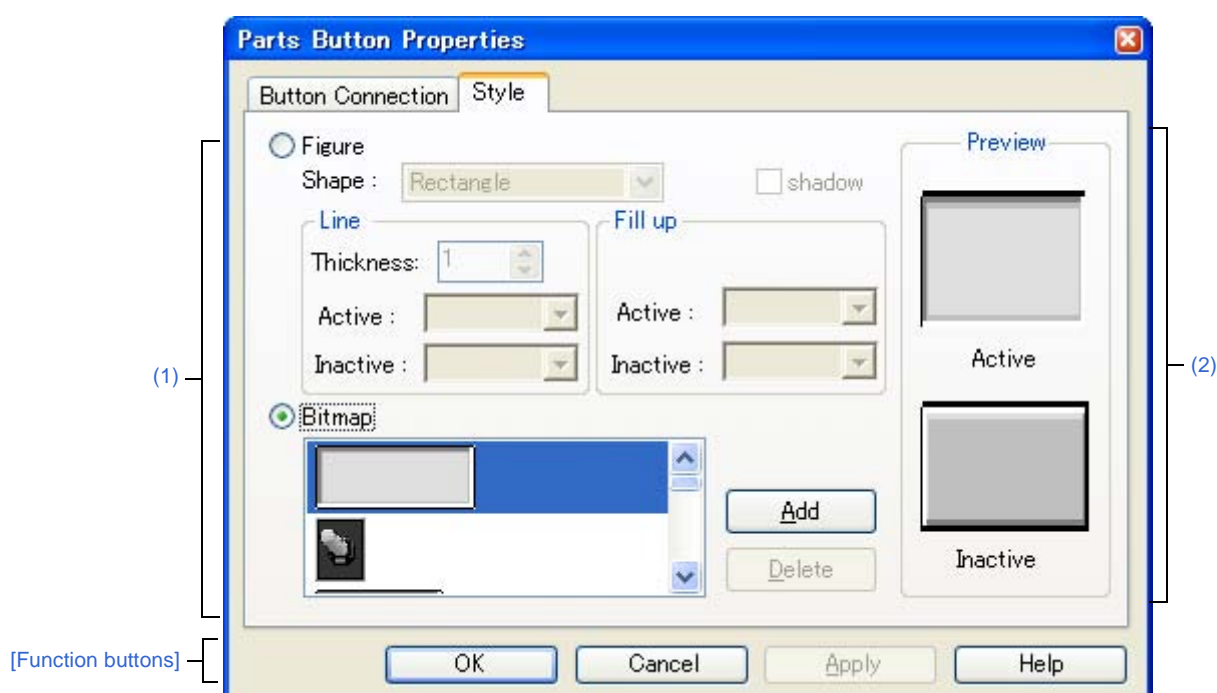 Parts Button Properties
Button Connection Style
Figure
Shape : Rectangle shadow
Line
Thickness: 1
Active :
Inactive :
Fill up
Active :
Inactive :
Bitmap
Add
Delete
Preview
Active
Inactive
(1)
(2)
[Function buttons]
OK Cancel Apply Help